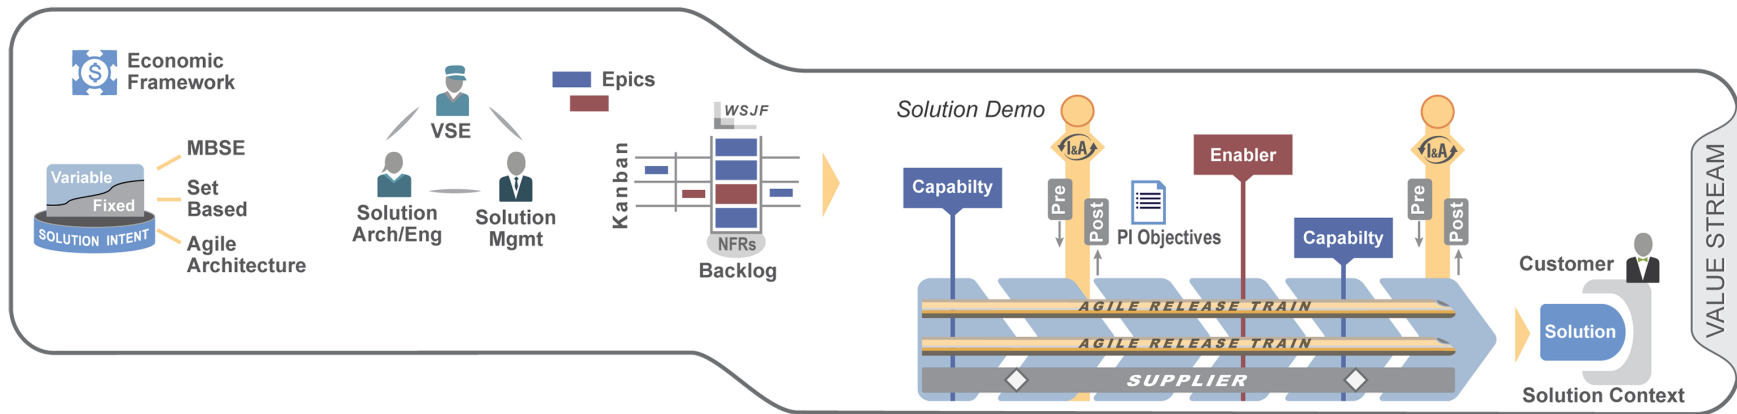 Economic
Framework
MBSE
Variable
Fixed
Set
Based
SOLUTION INTENT
Agile
Architecture
VSE
Solution
Arch/Eng
Solution
Mgmt
Epics
Kanban
WSJF
NFRs
Backlog
Solution Demo
I&A
Capabilty
Pre
Post
PI Objectives
Enabler
Capabilty
I&A
Pre
Post
AGILE RELEASE TRAIN
AGILE RELEASE TRAIN
SUPPLIER
Customer
Solution
Solution Context
VALUE STREAM